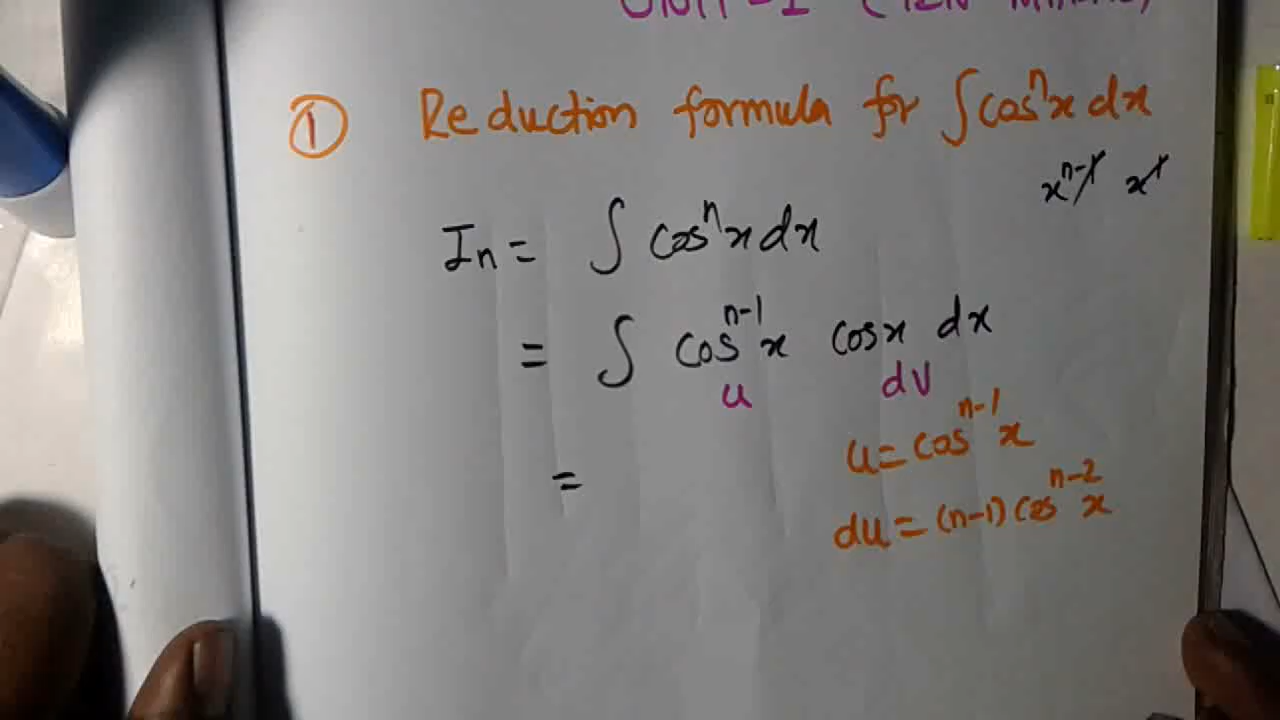 UNIT-I
① Reduction formula for ∫cosⁿx dx
xⁿ⁻¹ x¹
Iₙ = ∫ cosⁿx dx
= ∫ cosⁿ⁻¹x cosx dx
u dv
u = cosⁿ⁻¹x
=
du = (n-1) cosⁿ⁻²x